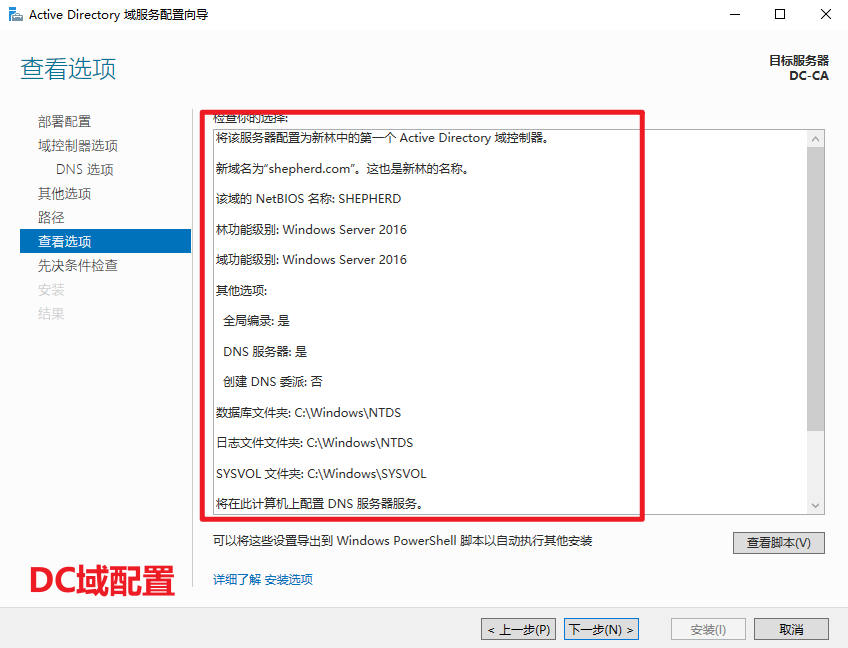 Active Directory 域服务配置向导
查看选项
目标服务器
DC-CA
部署配置
域控制器选项
DNS 选项
其他选项
路径
查看选项
先决条件检查
安装
结果
检查你的选择:
将该服务器配置为新林中的第一个 Active Directory 域控制器。
新域名为“shepherd.com”。这也是新林的名称。
该域的 NetBIOS 名称: SHEPHERD
林功能级别: Windows Server 2016
域功能级别: Windows Server 2016
其他选项:
全局编录: 是
DNS 服务器: 是
创建 DNS 委派: 否
数据库文件夹: C:\Windows\NTDS
日志文件文件夹: C:\Windows\NTDS
SYSVOL 文件夹: C:\Windows\SYSVOL
将在此计算机上配置 DNS 服务器服务。
可以将这些设置导出到 Windows PowerShell 脚本以自动执行其他安装
查看脚本(V)
详细了解 安装选项
DC域配置
< 上一步(P)
下一步(N) >
安装(I)
取消